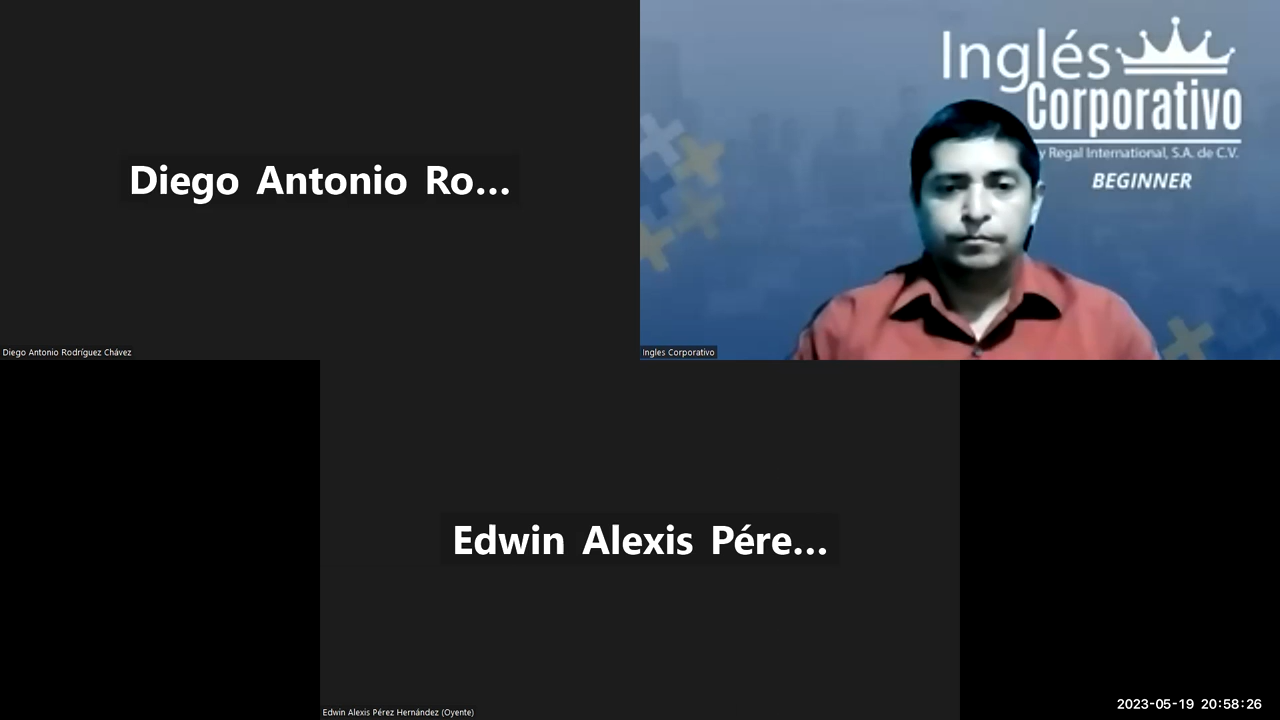 Diego Antonio Ro...
Diego Antonio Rodríguez Chávez
Inglés
Corporativo
y Regal International, S.A. de C.V.
BEGINNER
Ingles Corporativo
Edwin Alexis Pére...
Edwin Alexis Pérez Hernández (Oyente)
2023-05-19 20:58:26